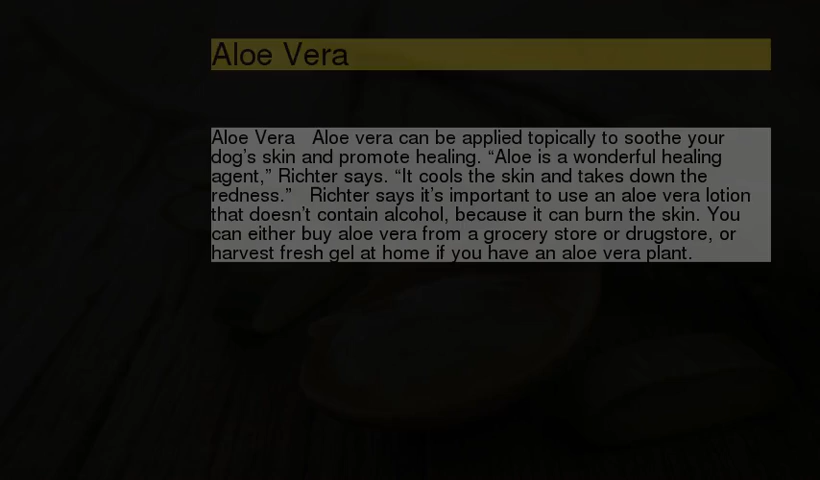 Aloe Vera
Aloe Vera   Aloe vera can be applied topically to soothe your
dog’s skin and promote healing. “Aloe is a wonderful healing
agent,” Richter says. “It cools the skin and takes down the
redness.”   Richter says it’s important to use an aloe vera lotion
that doesn’t contain alcohol, because it can burn the skin. You
can either buy aloe vera from a grocery store or drugstore, or
harvest fresh gel at home if you have an aloe vera plant.